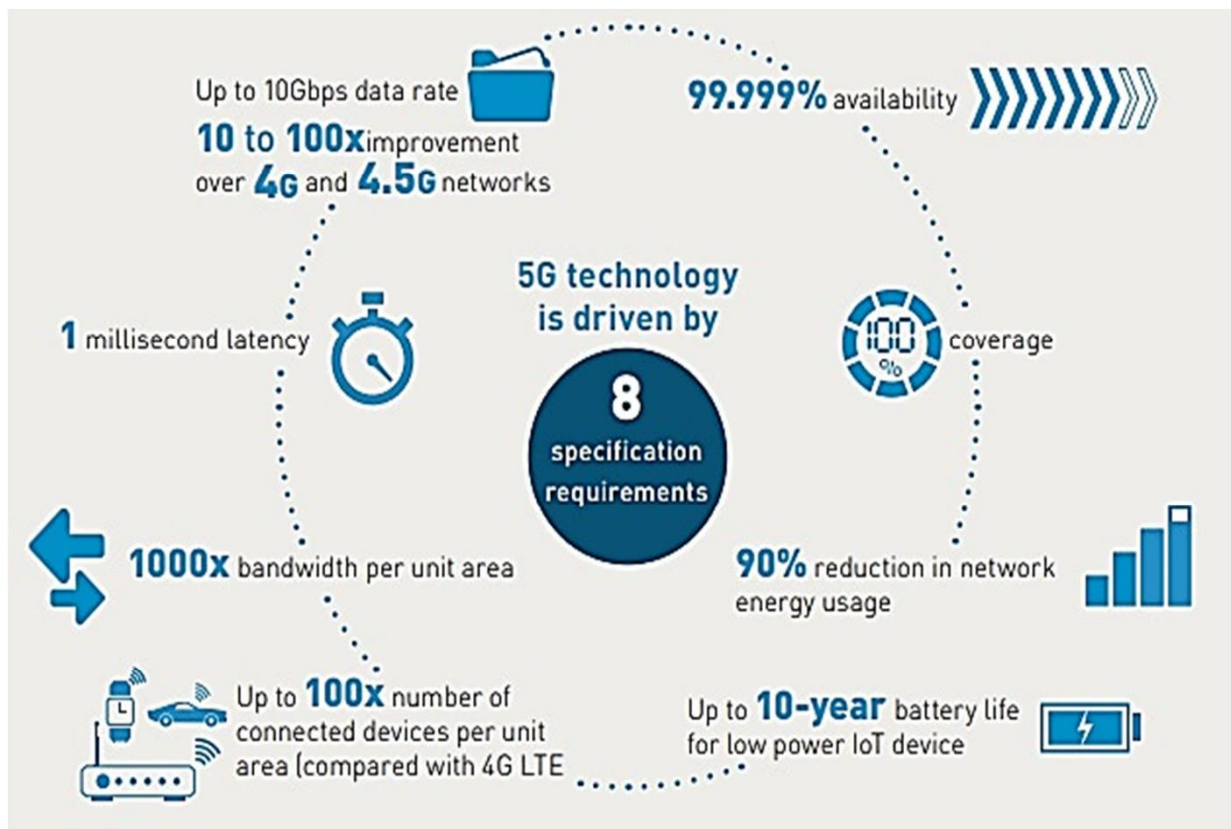 Up to 10Gbps data rate
10 to 100x improvement
over 4G and 4.5G networks
99.999% availability
5G technology
is driven by
8
specification
requirements
1 millisecond latency
100
%
coverage
1000x bandwidth per unit area
90% reduction in network
energy usage
Up to 100x number of
connected devices per unit
area (compared with 4G LTE
Up to 10-year battery life
for low power IoT device